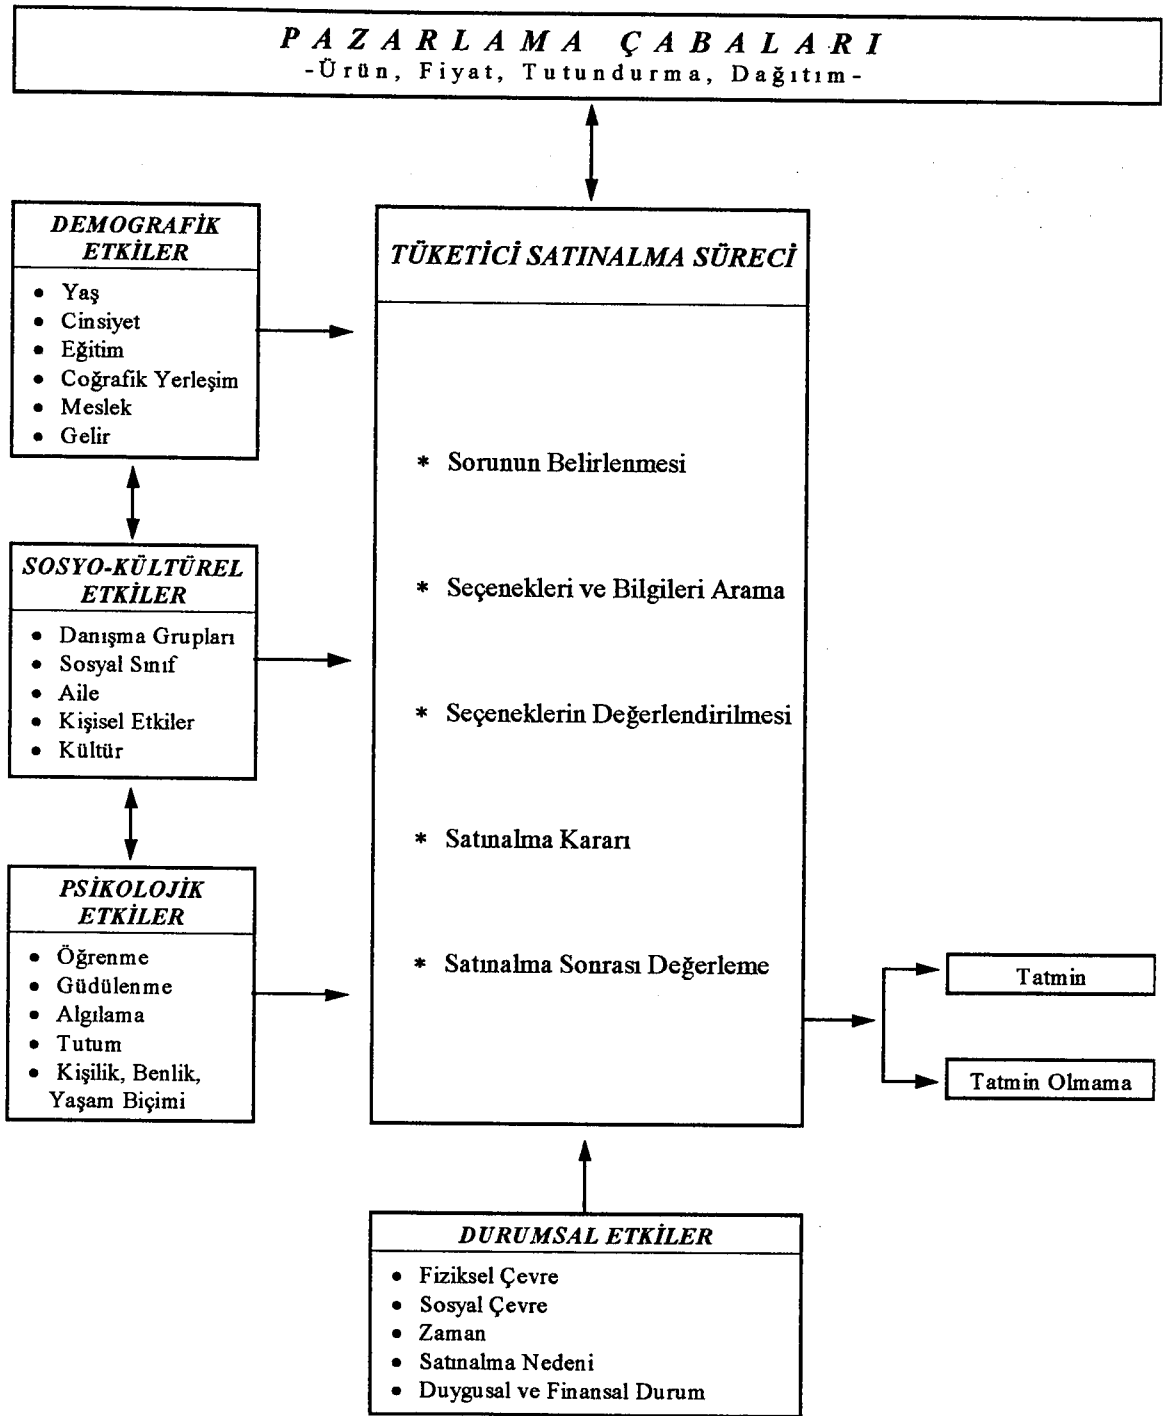 PAZARLAMA ÇABALARI
-Ürün, Fiyat, Tutundurma, Dağıtım-
DEMOGRAFİK
ETKİLER
• Yaş
• Cinsiyet
• Eğitim
• Coğrafik Yerleşim
• Meslek
• Gelir
SOSYO-KÜLTÜREL
ETKİLER
• Danışma Grupları
• Sosyal Sınıf
• Aile
• Kişisel Etkiler
• Kültür
PSİKOLOJİK
ETKİLER
• Öğrenme
• Güdülenme
• Algılama
• Tutum
• Kişilik, Benlik,
Yaşam Biçimi
TÜKETİCİ SATINALMA SÜRECİ
* Sorunun Belirlenmesi
* Seçenekleri ve Bilgileri Arama
* Seçeneklerin Değerlendirilmesi
* Satınalma Kararı
* Satınalma Sonrası Değerleme
Tatmin
Tatmin Olmama
DURUMSAL ETKİLER
• Fiziksel Çevre
• Sosyal Çevre
• Zaman
• Satınalma Nedeni
• Duygusal ve Finansal Durum